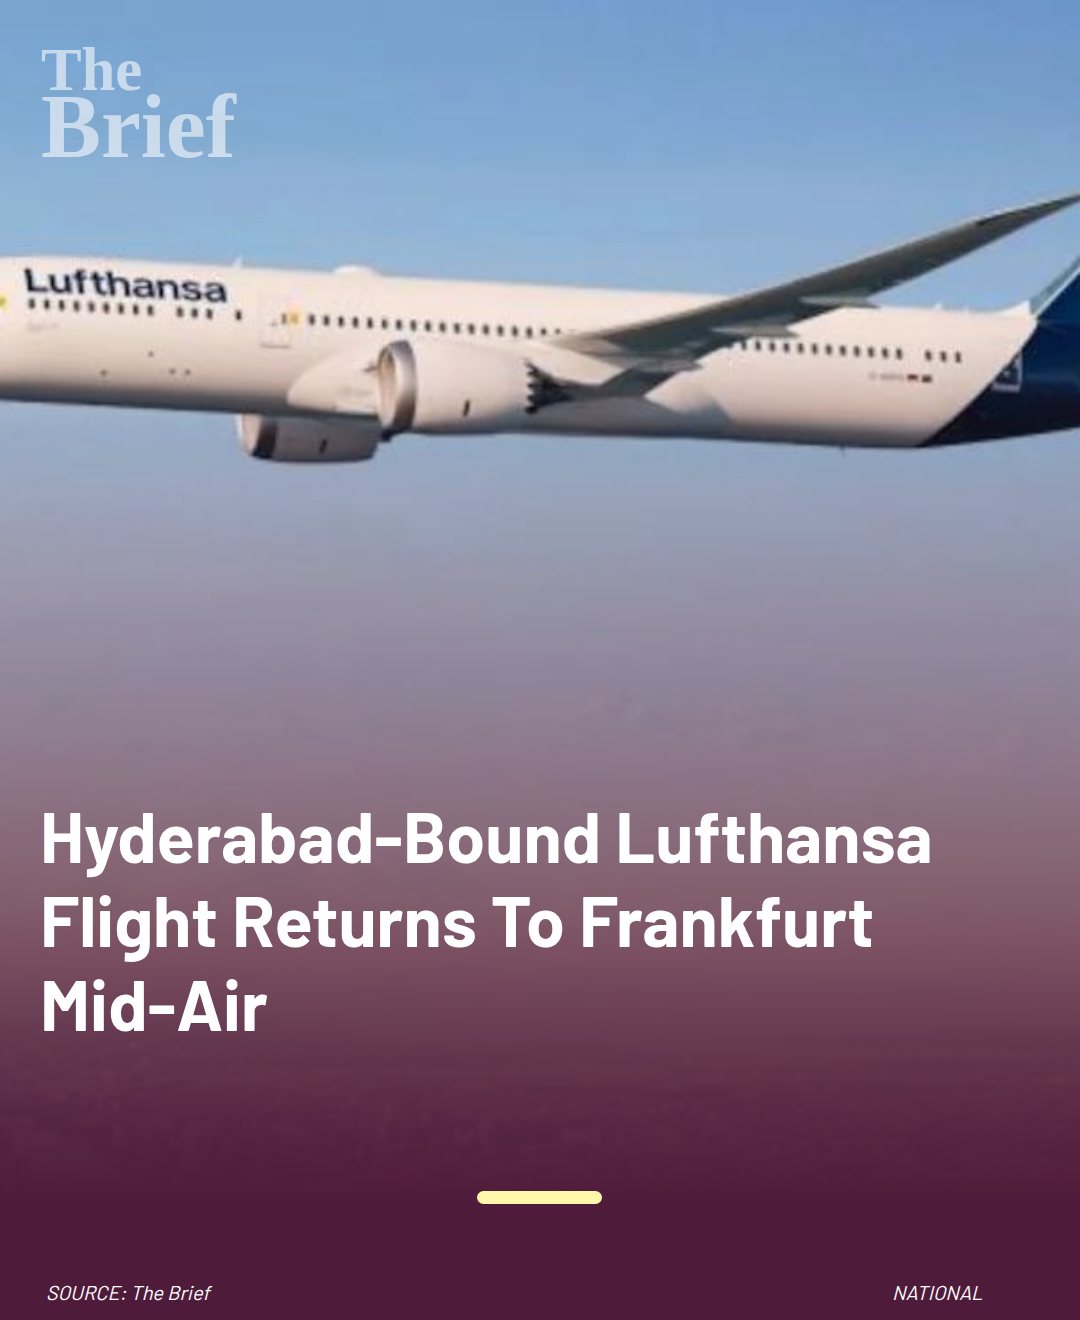 The
Brief
Lufthansa
Hyderabad-Bound Lufthansa
Flight Returns To Frankfurt
Mid-Air
SOURCE: The Brief
NATIONAL